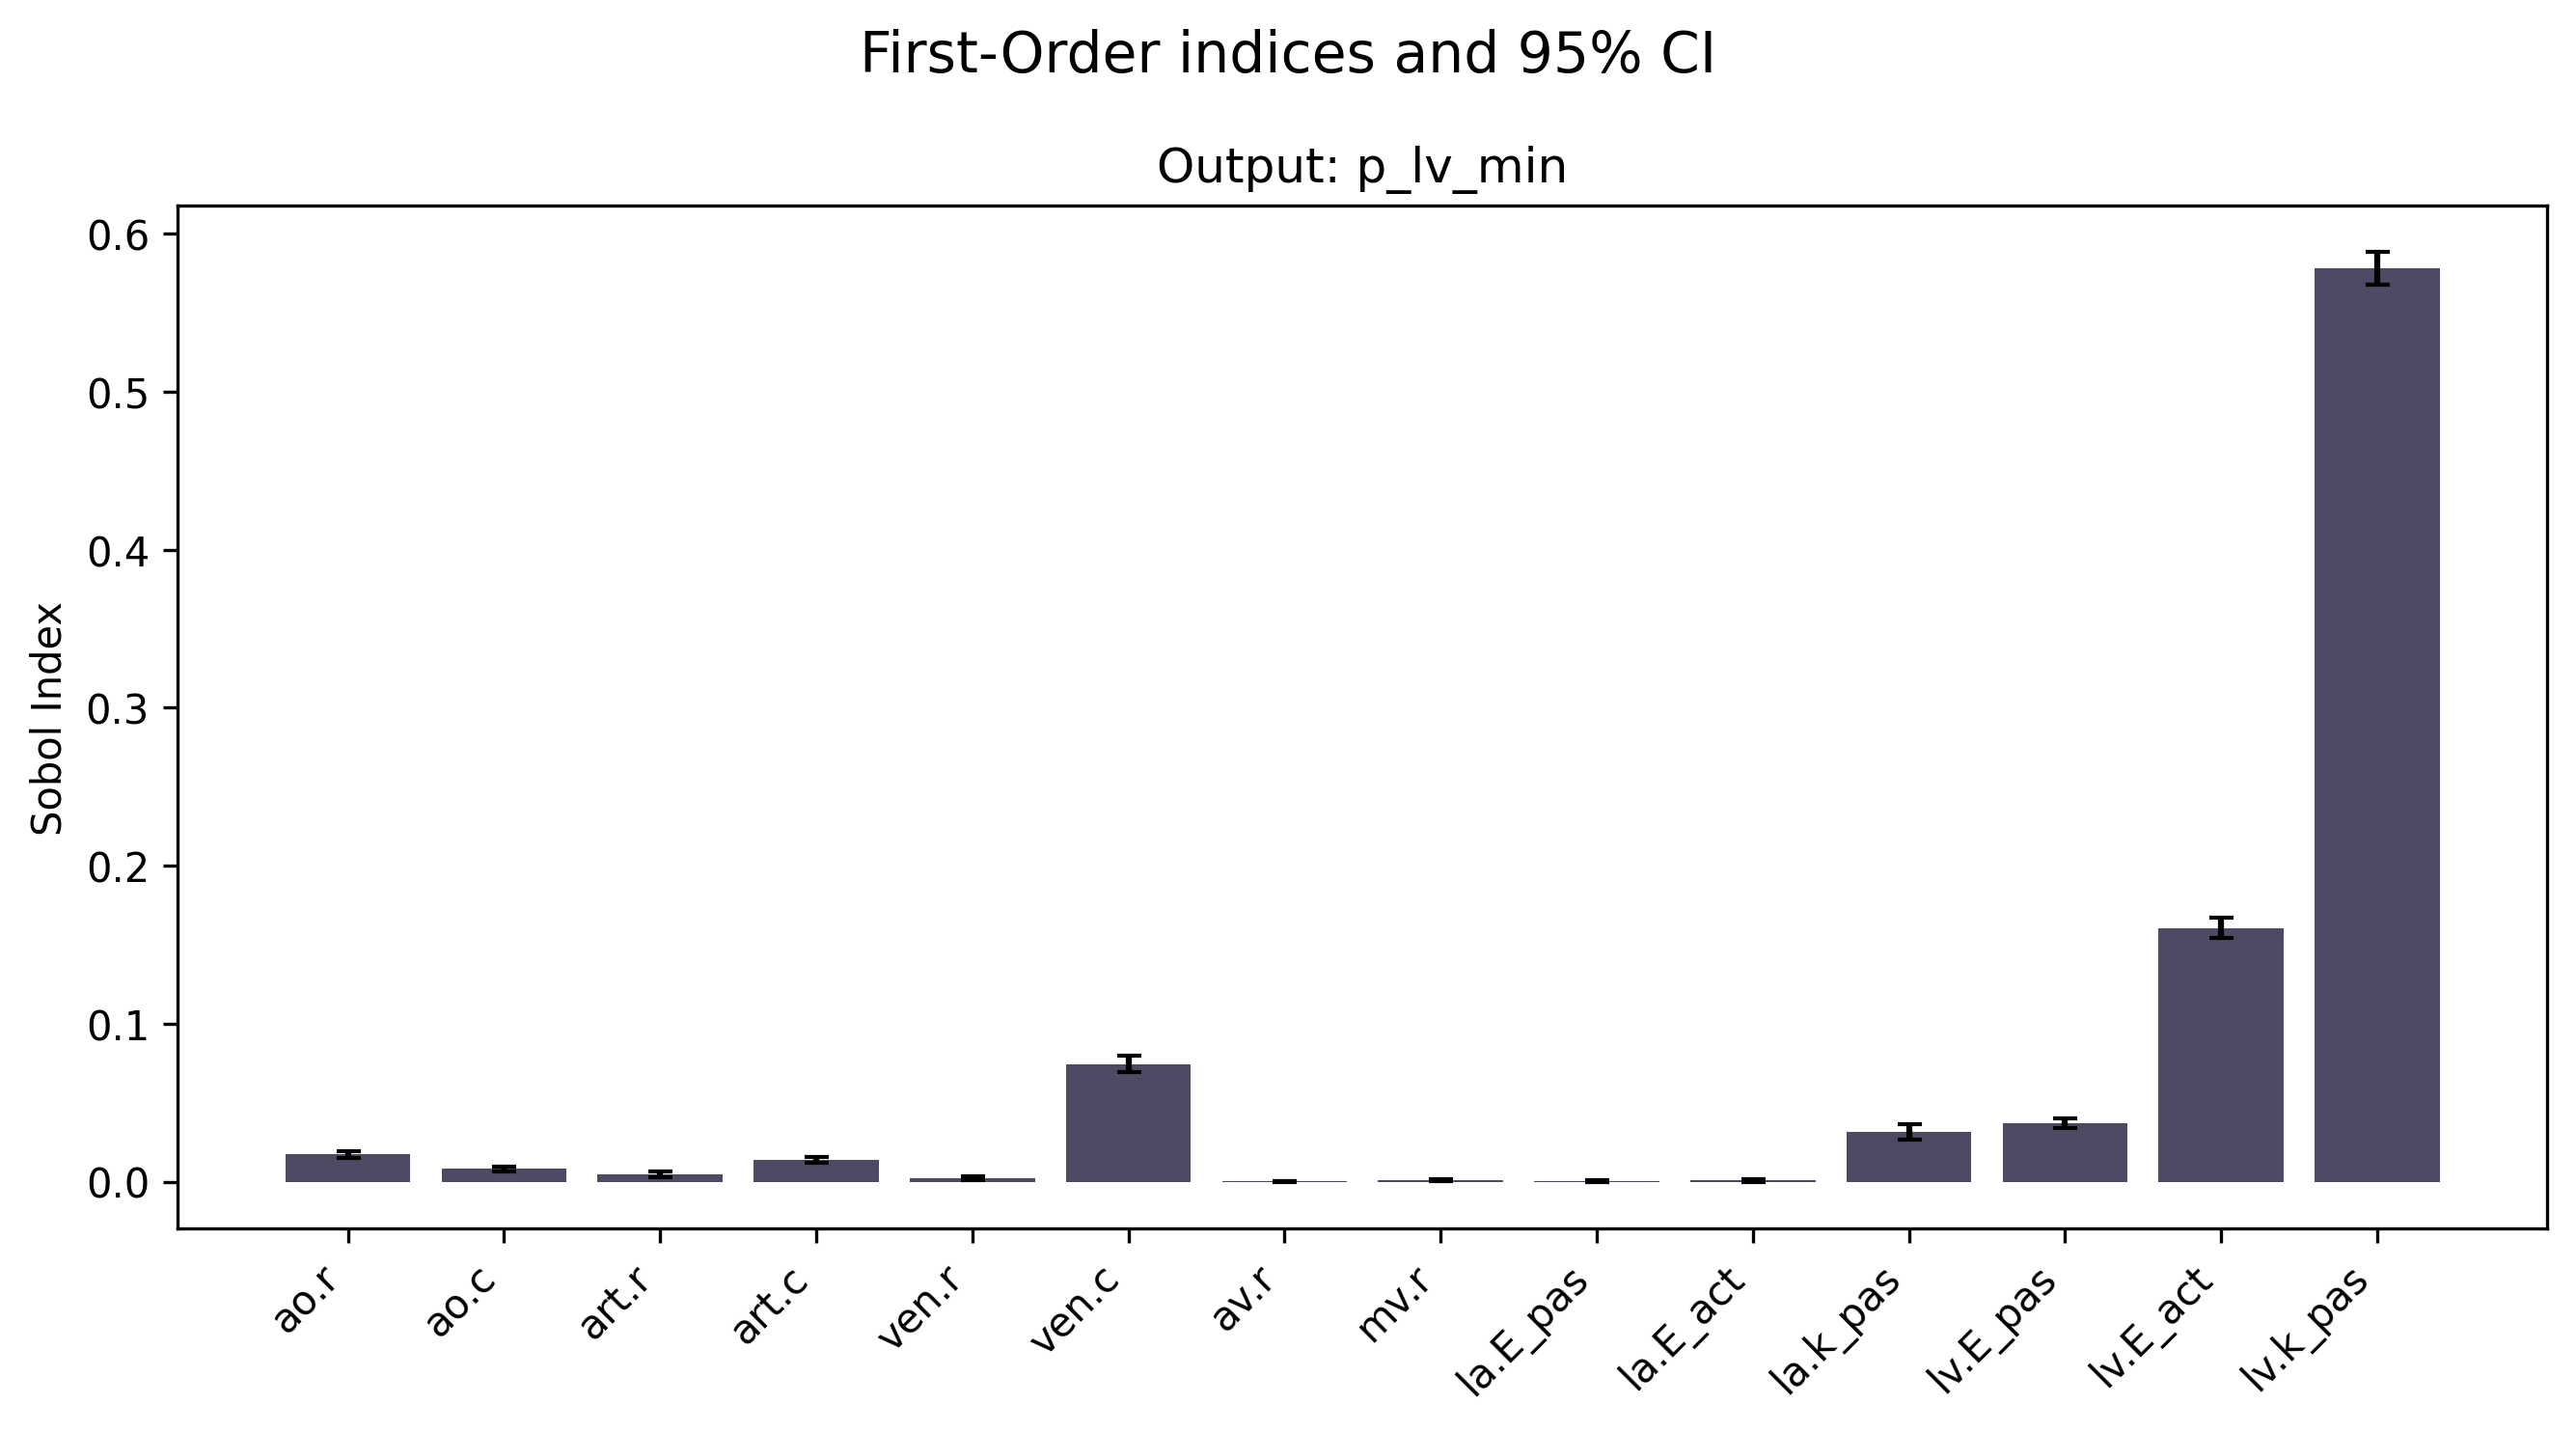 First-Order indices and 95% CI
Output: p_lv_min
Sobol Index
0.6
0.5
0.4
0.3
0.2
0.1
0.0
ao.r
ao.c
art.r
art.c
ven.r
ven.c
av.r
mv.r
la.E_pas
la.E_act
la.k_pas
lv.E_pas
lv.E_act
lv.k_pas